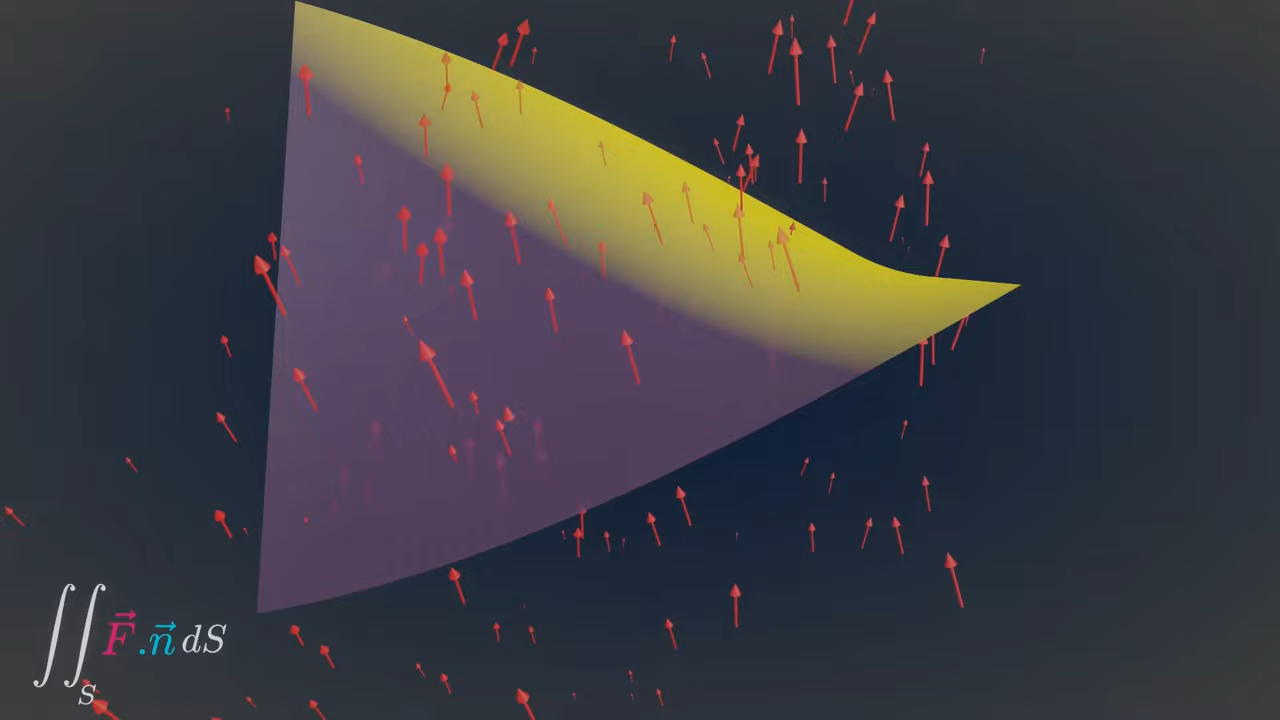 ∬_S F⃗ . n⃗ dS